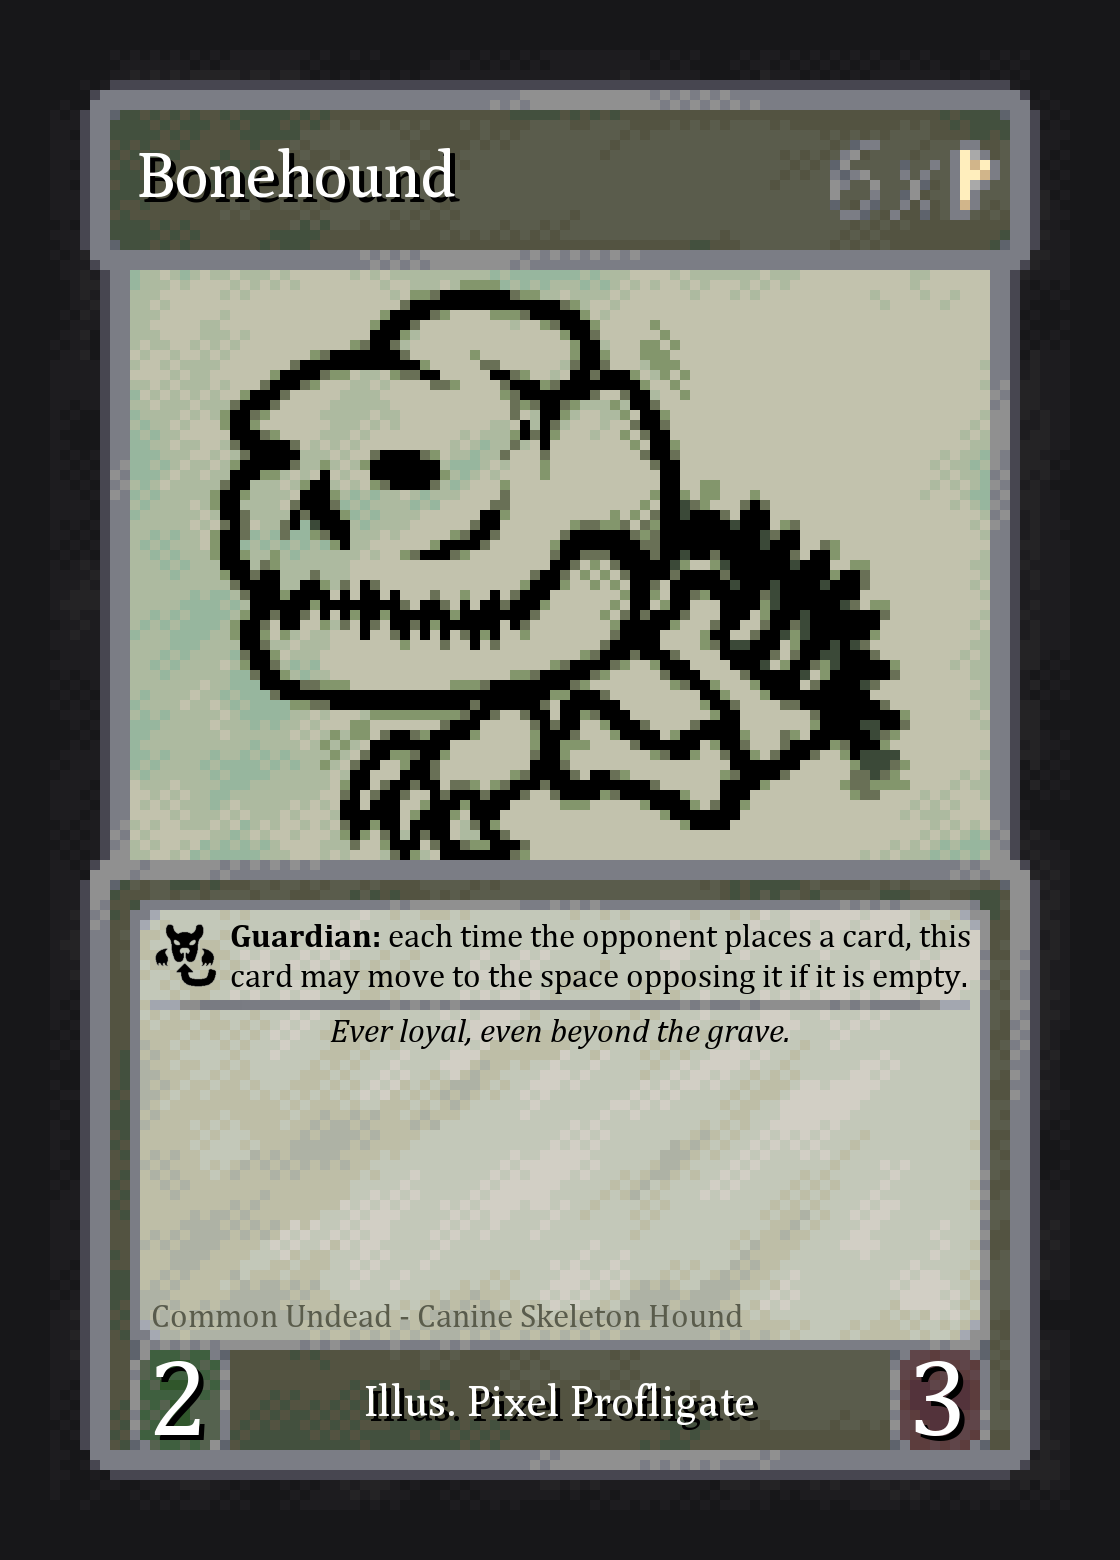 Bonehound
6x
Guardian: each time the opponent places a card, this
card may move to the space opposing it if it is empty.
Ever loyal, even beyond the grave.
Common Undead - Canine Skeleton Hound
2
Illus. Pixel Profligate
3